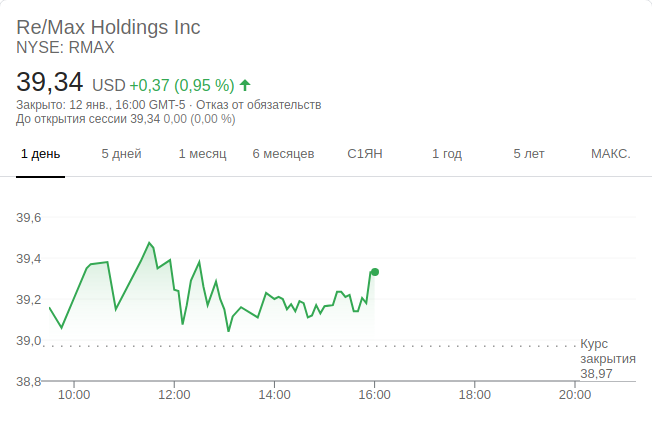 Re/Max Holdings Inc
NYSE: RMAX
39,34 USD +0,37 (0,95 %)
Закрыто: 12 янв., 16:00 GMT-5 · Отказ от обязательств
До открытия сессии 39,34 0,00 (0,00 %)
1 день 5 дней 1 месяц 6 месяцев С1ЯН 1 год 5 лет МАКС.
39,6
39,4
39,2
39,0
Курс
закрытия
38,97
38,8
10:00 12:00 14:00 16:00 18:00 20:00